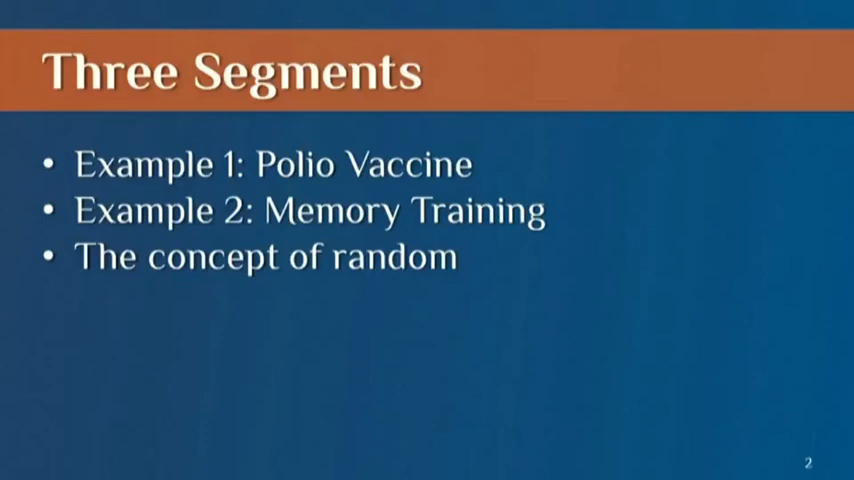 Three Segments
• Example 1: Polio Vaccine
• Example 2: Memory Training
• The concept of random
2